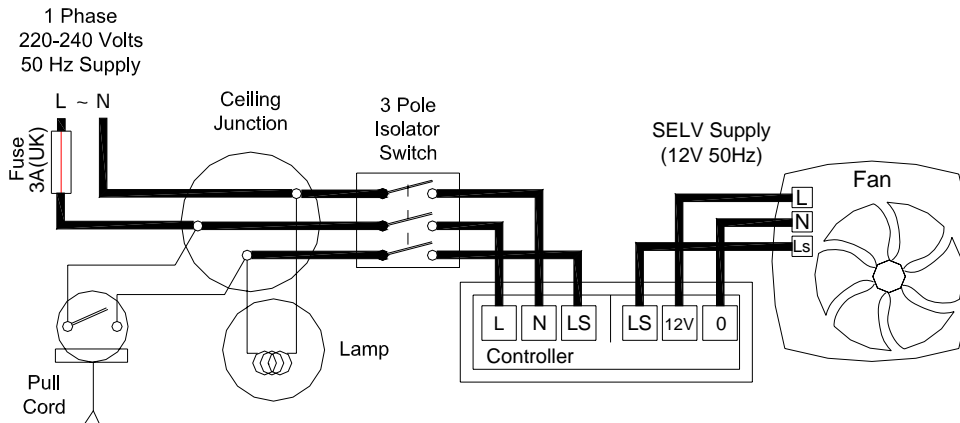 1 Phase
220-240 Volts
50 Hz Supply
L ~ N
Fuse
3A(UK)
Ceiling
Junction
3 Pole
Isolator
Switch
SELV Supply
(12V 50Hz)
Fan
L
N
Ls
L N LS LS 12V 0
Controller
Lamp
Pull
Cord